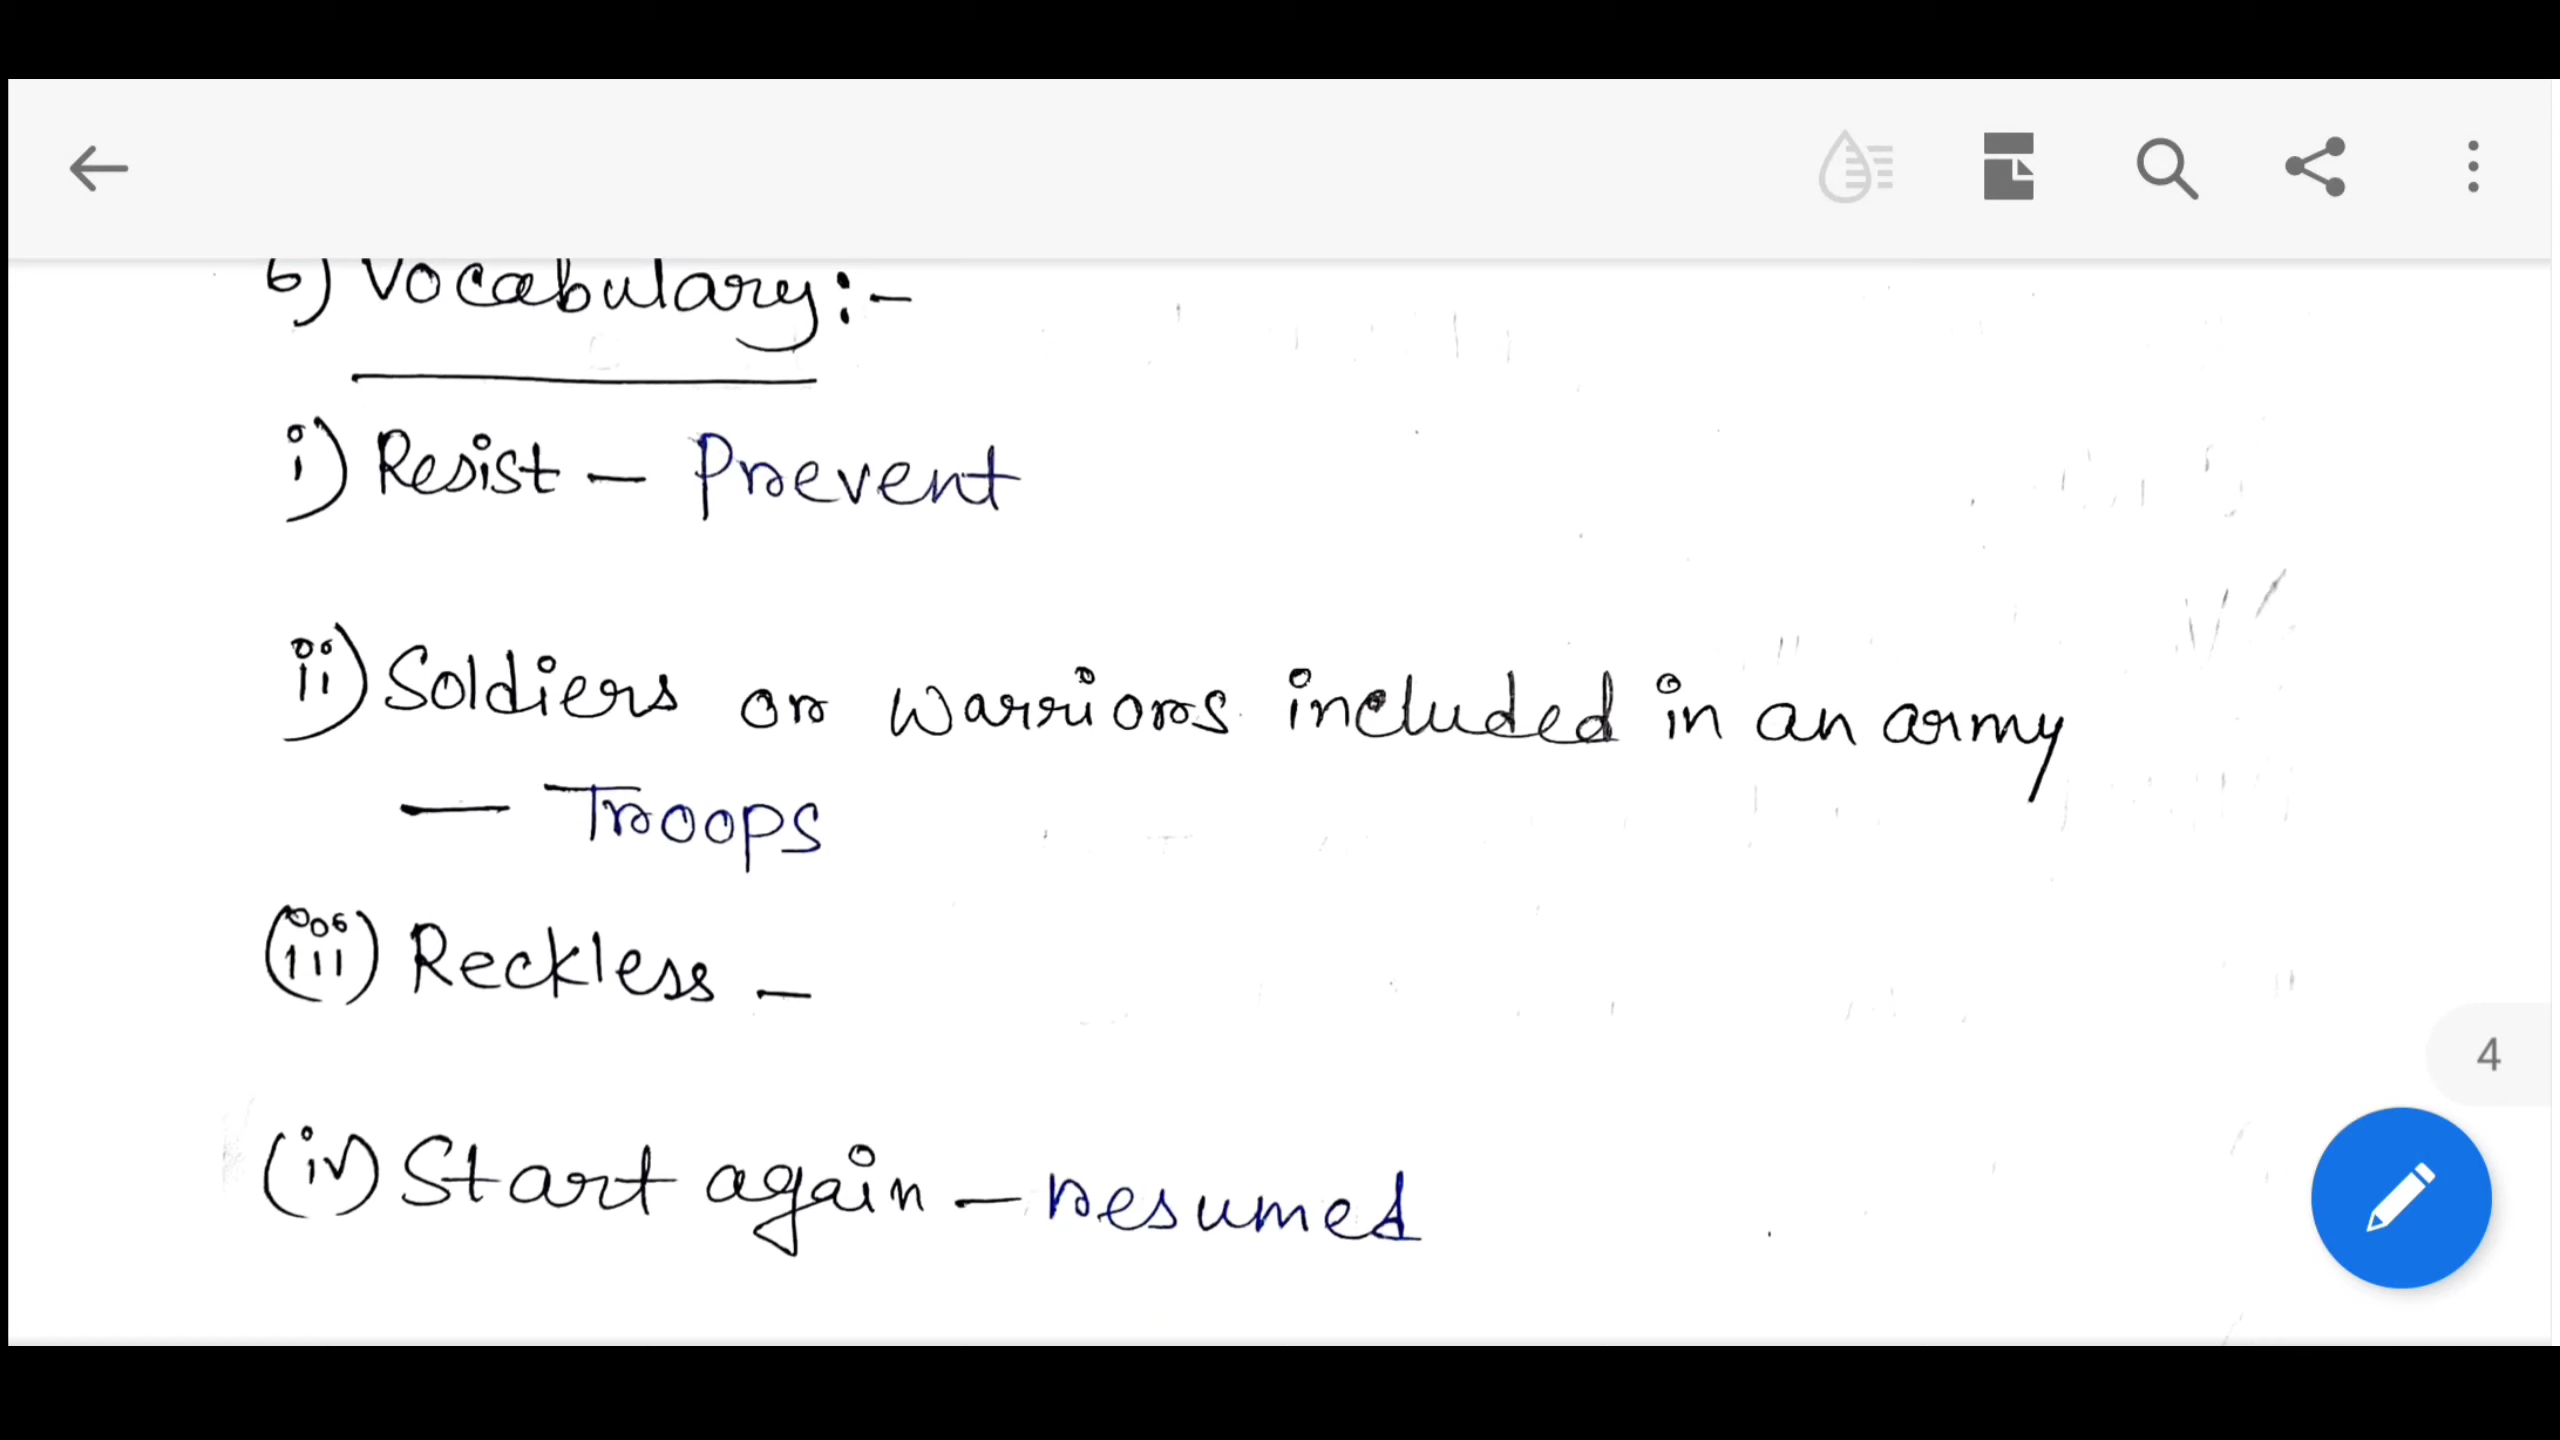 6) Vocabulary:-
i) Resist - Prevent
ii) Soldiers or warriors included in an army
- Troops
(iii) Reckless -
4
(iv) Start again - resumed